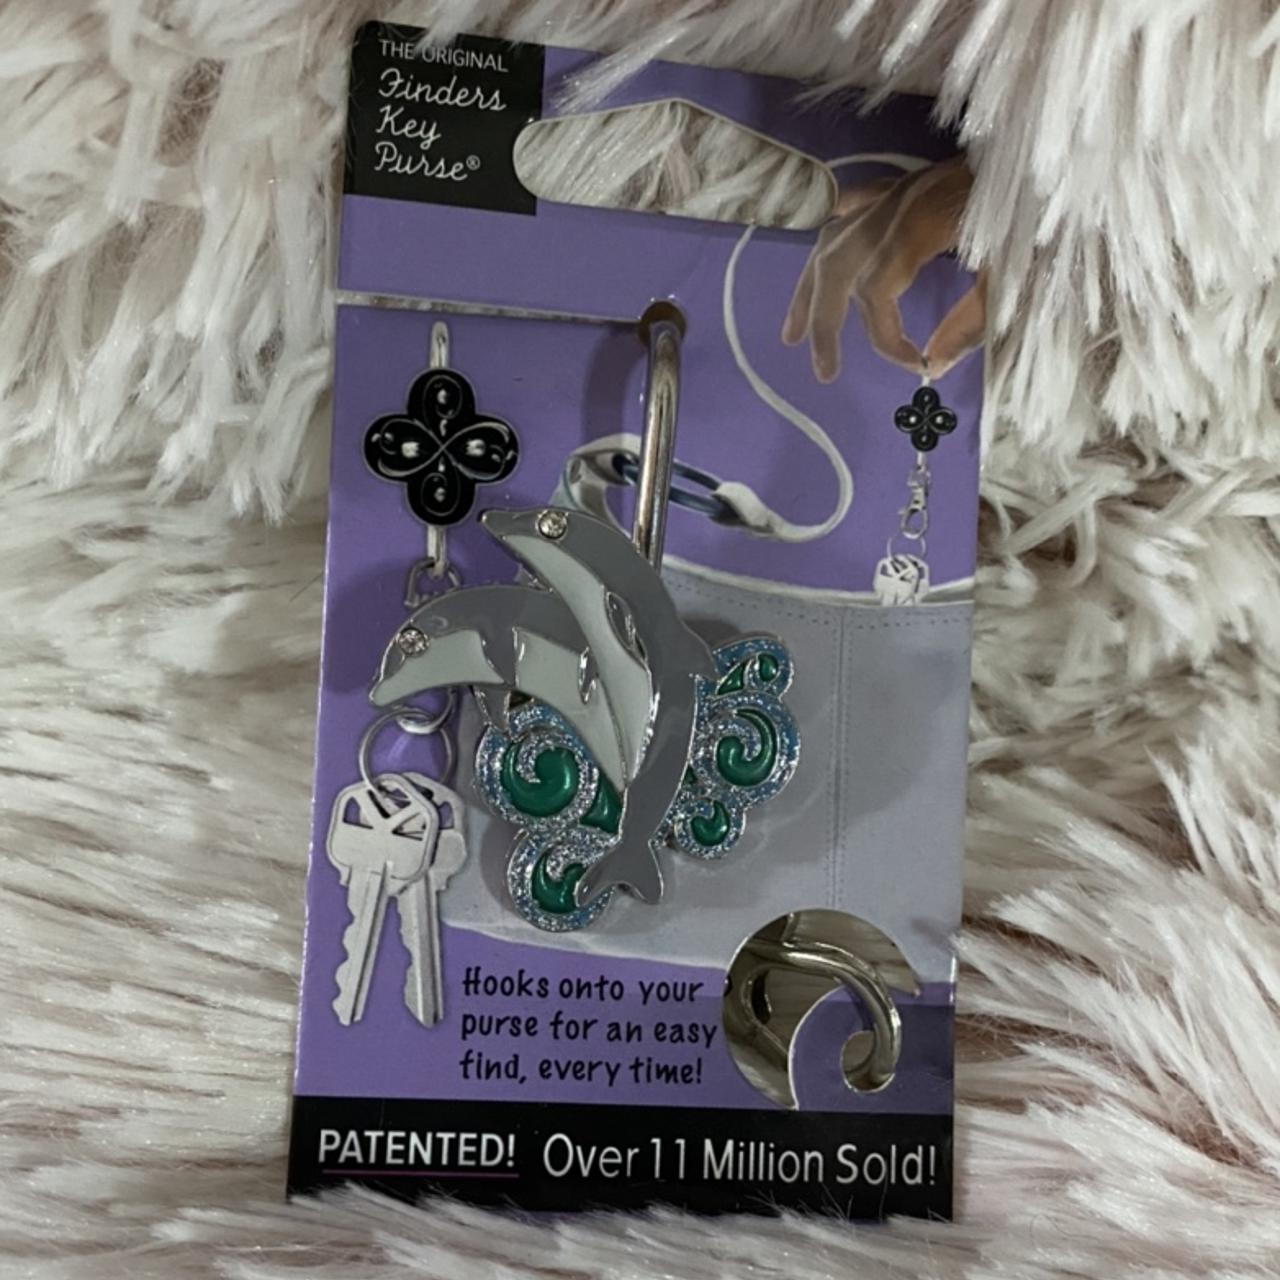 THE ORIGINAL
Finders
Key
Purse®
Hooks onto your
purse for an easy
find, every time!
PATENTED! Over 11 Million Sold!